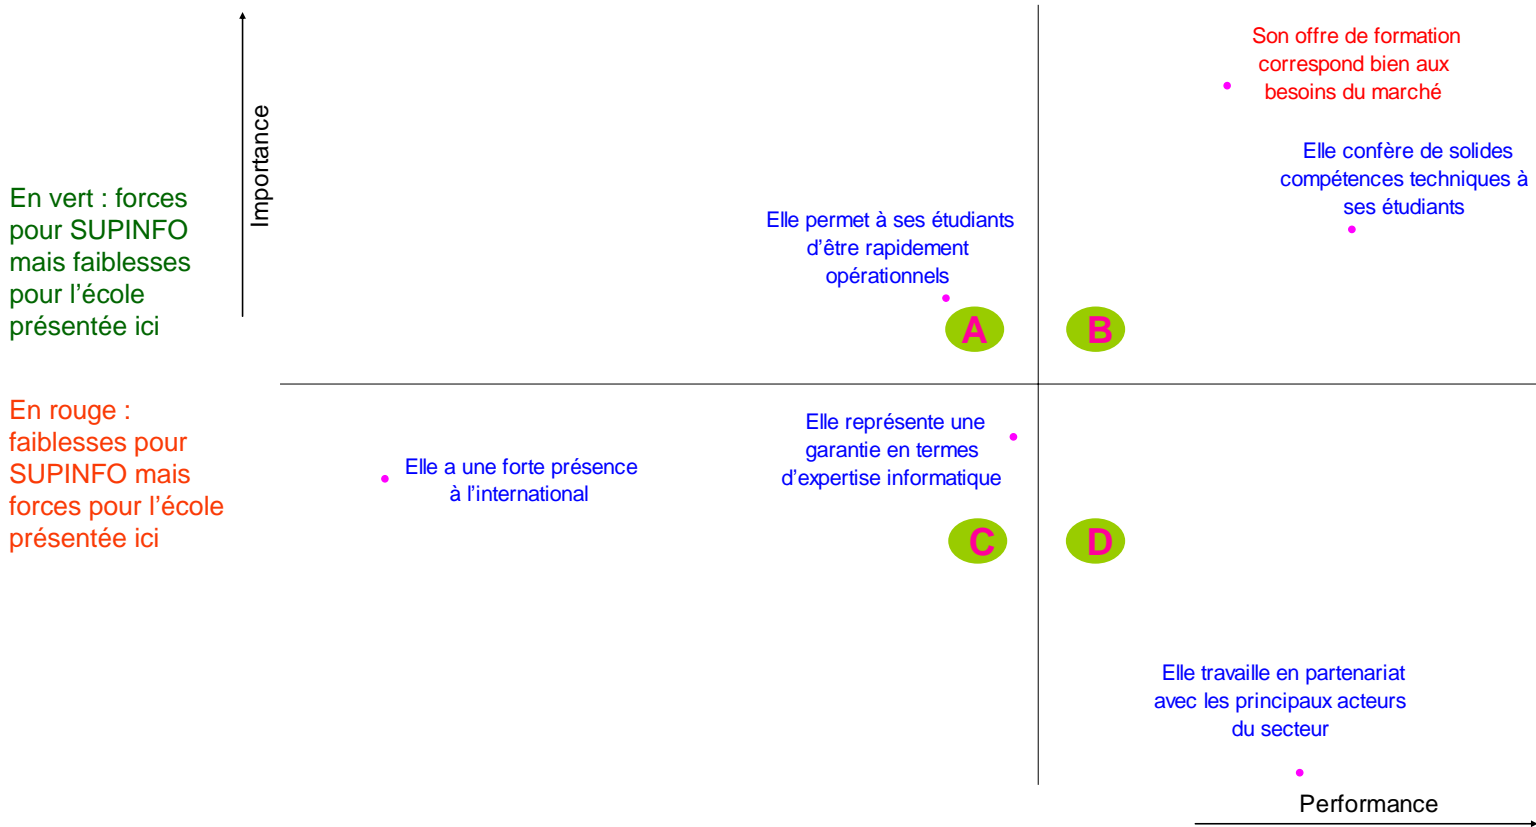 Importance
En vert : forces
pour SUPINFO
mais faiblesses
pour l'école
présentée ici
En rouge :
faiblesses pour
SUPINFO mais
forces pour l'école
présentée ici
Son offre de formation
correspond bien aux
besoins du marché
Elle confère de solides
compétences techniques à
ses étudiants
Elle permet à ses étudiants
d'être rapidement
opérationnels
A
B
Elle représente une
garantie en termes
d'expertise informatique
Elle a une forte présence
à l'international
C
D
Elle travaille en partenariat
avec les principaux acteurs
du secteur
Performance